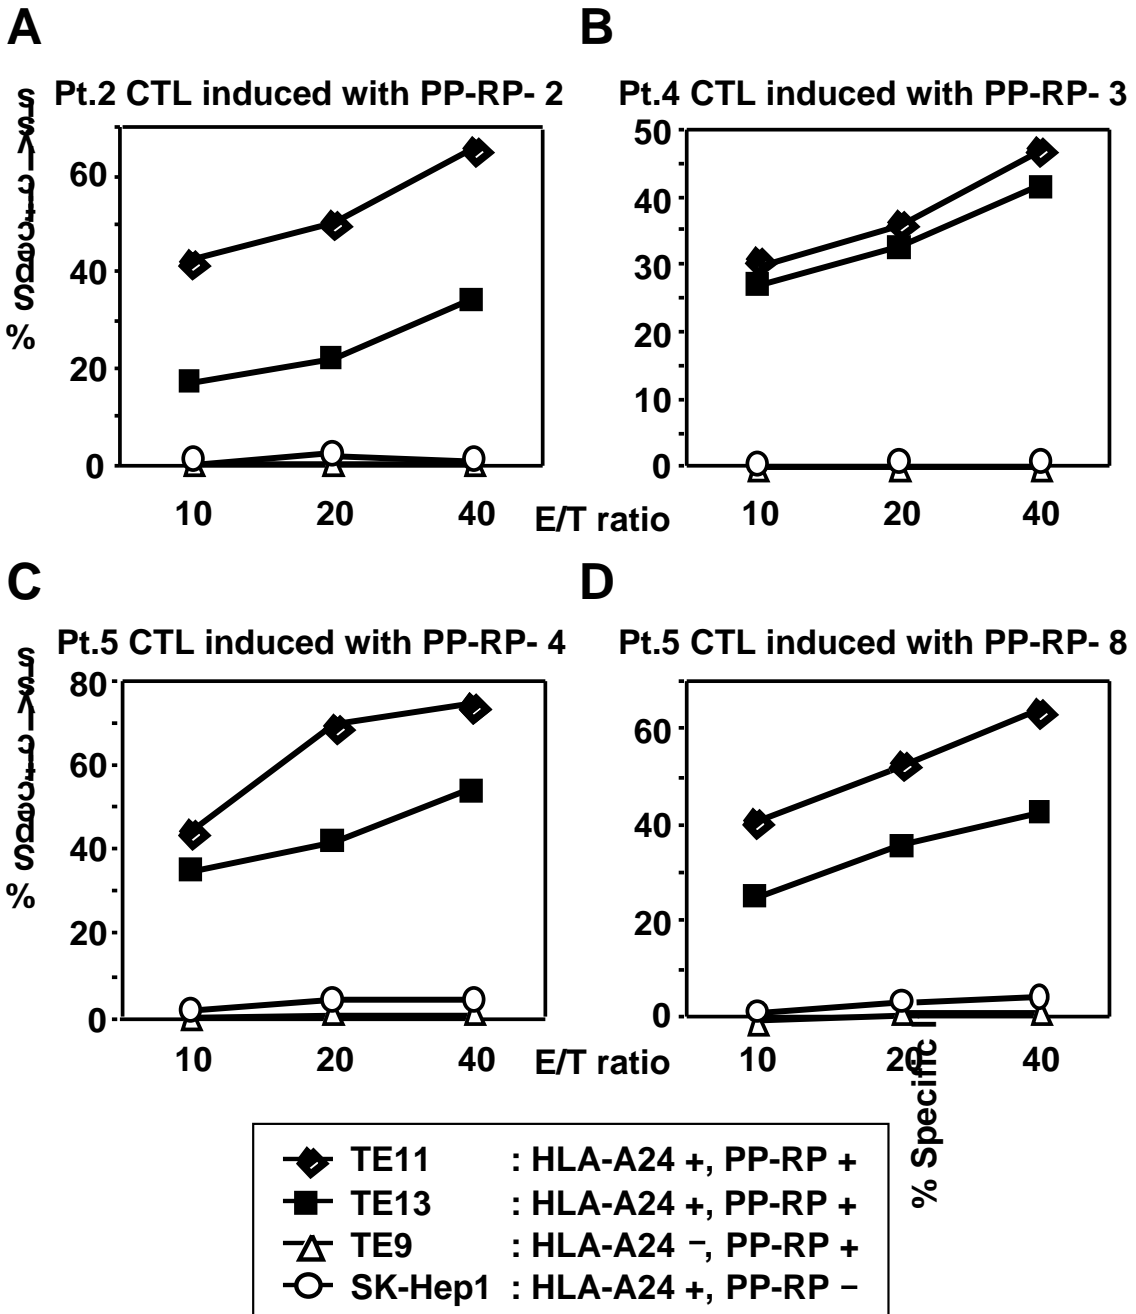 A
B
Pt.2 CTL induced with PP-RP- 2
Pt.4 CTL induced with PP-RP- 3
% Specific lysis
60
40
20
0
10 20 40
E/T ratio
50
40
30
20
10
0
10 20 40
C
D
Pt.5 CTL induced with PP-RP- 4
Pt.5 CTL induced with PP-RP- 8
% Specific lysis
80
60
40
20
0
10 20 40
E/T ratio
60
40
20
0
10 20 40
% Specific l
TE11 : HLA-A24 +, PP-RP +
TE13 : HLA-A24 +, PP-RP +
TE9 : HLA-A24 −, PP-RP +
SK-Hep1 : HLA-A24 +, PP-RP −